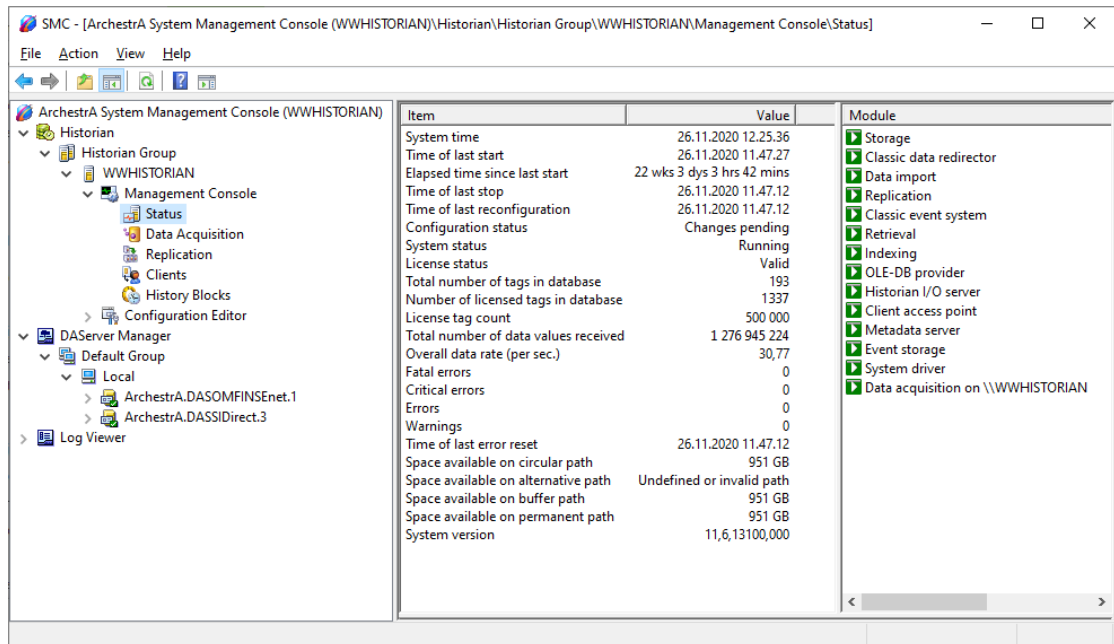 SMC - [ArchestrA System Management Console (WWHISTORIAN)\Historian\Historian Group\WWHISTORIAN\Management Console\Status]
File Action View Help
ArchestrA System Management Console (WWHISTORIAN)
Historian
Historian Group
WWHISTORIAN
Management Console
Status
Data Acquisition
Replication
Clients
History Blocks
Configuration Editor
DAServer Manager
Default Group
Local
ArchestrA.DASOMFINSEnet.1
ArchestrA.DASSIDirect.3
Log Viewer
Item Value
System time 26.11.2020 12.25.36
Time of last start 26.11.2020 11.47.27
Elapsed time since last start 22 wks 3 dys 3 hrs 42 mins
Time of last stop 26.11.2020 11.47.12
Time of last reconfiguration 26.11.2020 11.47.12
Configuration status Changes pending
System status Running
License status Valid
Total number of tags in database 193
Number of licensed tags in database 1337
License tag count 500 000
Total number of data values received 1 276 945 224
Overall data rate (per sec.) 30,77
Fatal errors 0
Critical errors 0
Errors 0
Warnings 0
Time of last error reset 26.11.2020 11.47.12
Space available on circular path 951 GB
Space available on alternative path Undefined or invalid path
Space available on buffer path 951 GB
Space available on permanent path 951 GB
System version 11,6,13100,000
Module
Storage
Classic data redirector
Data import
Replication
Classic event system
Retrieval
Indexing
OLE-DB provider
Historian I/O server
Client access point
Metadata server
Event storage
System driver
Data acquisition on \\WWHISTORIAN